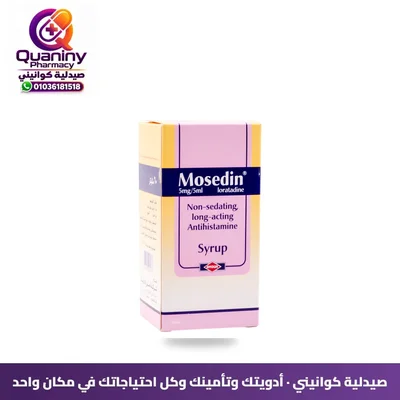 Quaniny
Pharmacy
صيدلية كوانيني
01036181518
Mosedin®
5mg/5ml loratadine
Non-sedating,
long-acting
Antihistamine
Syrup
صيدلية كوانيني - أدويتك وتأمينك وكل احتياجاتك في مكان واحد